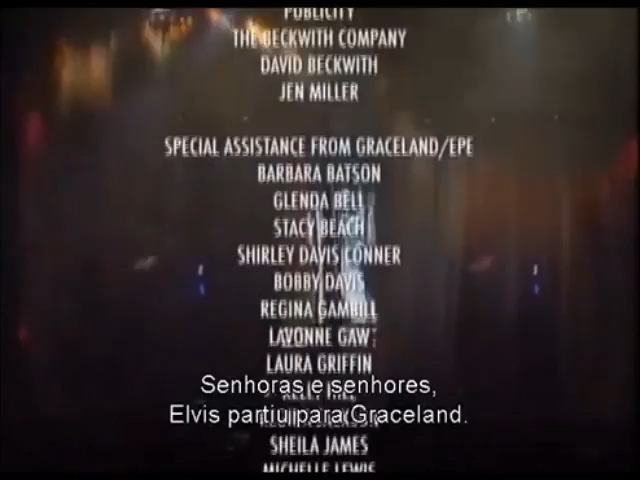 PUBLICITY
THE BECKWITH COMPANY
DAVID BECKWITH
JEN MILLER
SPECIAL ASSISTANCE FROM GRACELAND/EPE
BARBARA BATSON
GLENDA BELL
STACY BEACH
SHIRLEY DAVIS CONNER
BOBBY DAVIS
REGINA GAMBILL
LAVONNE GAW
LAURA GRIFFIN
Senhoras e senhores,
Elvis partiu para Graceland.
SHEILA JAMES
MICHELLE LEWIS